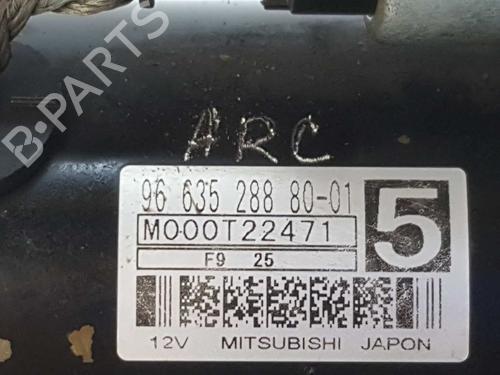 B-PARTS
ARC
96 635 288 80-01
5
M000T22471
F9 25
12V MITSUBISHI JAPON